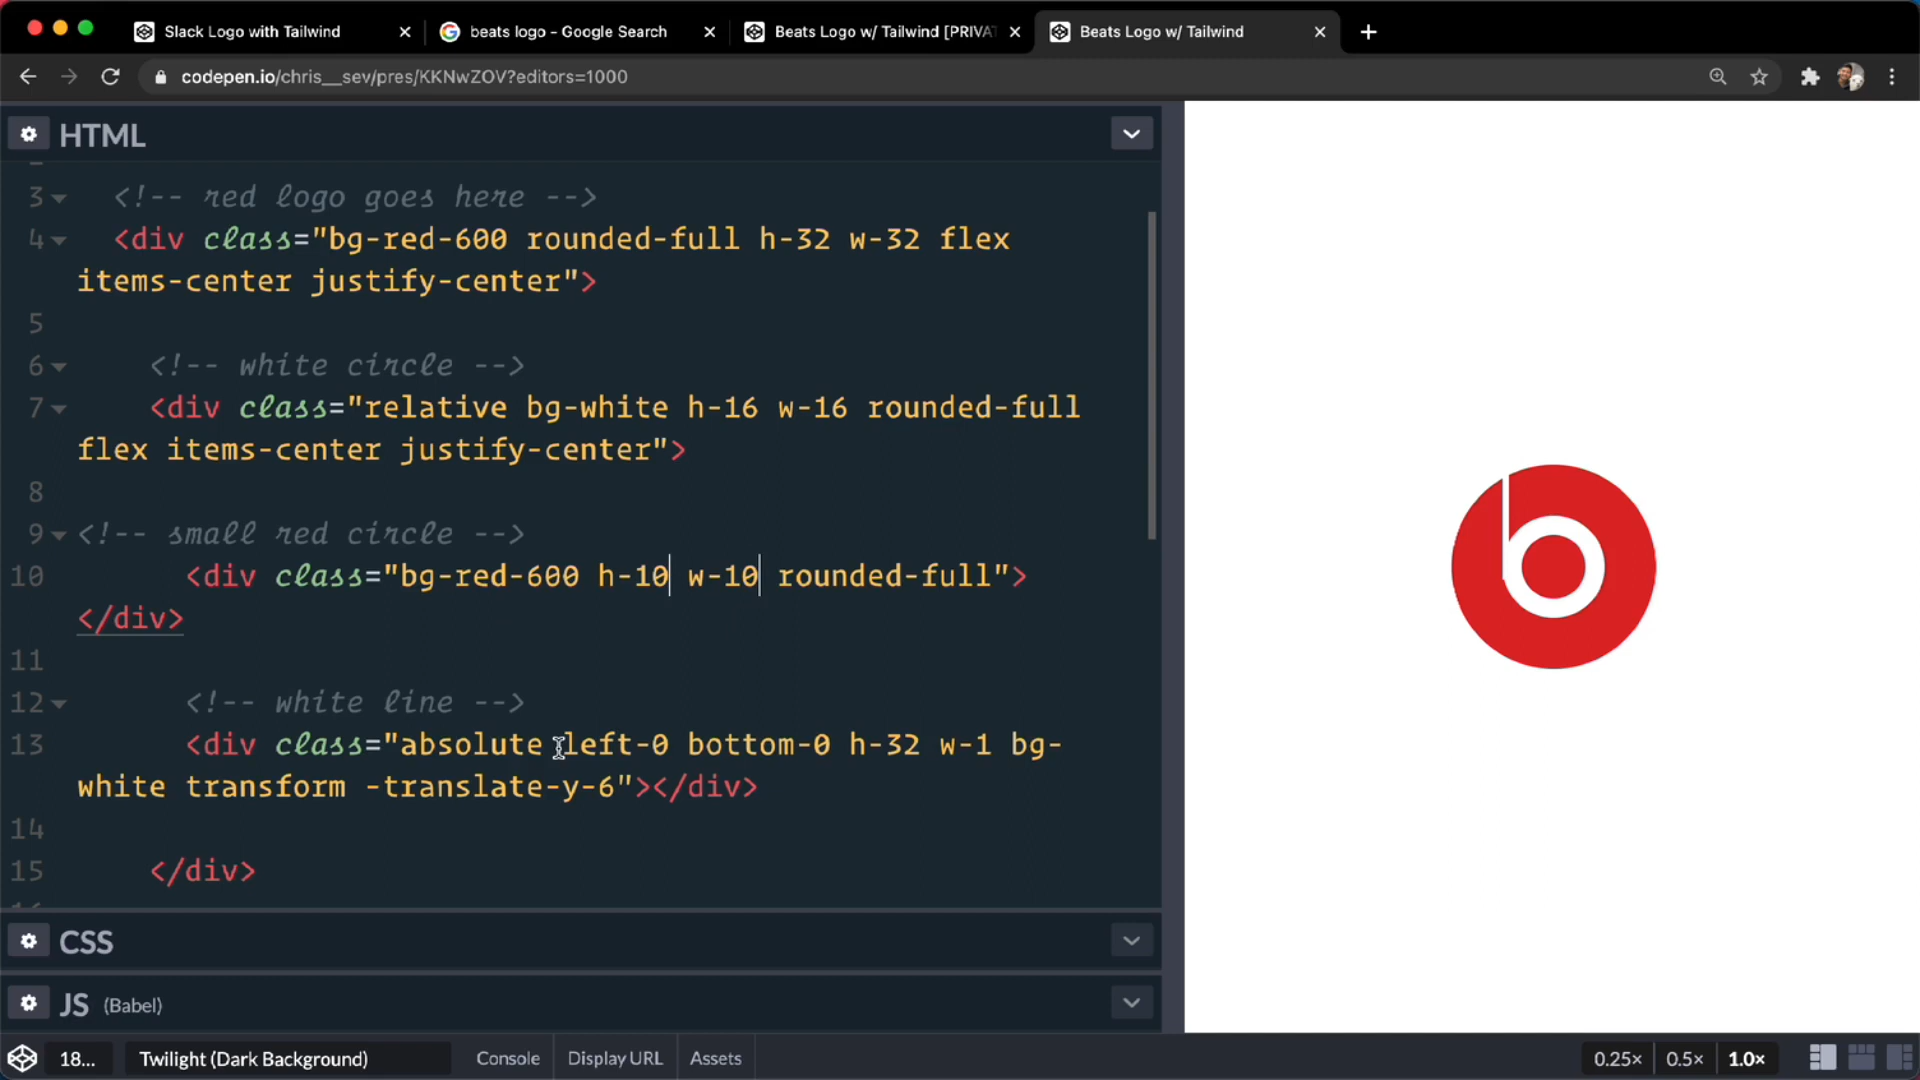 Slack Logo with Tailwind
beats logo - Google Search
Beats Logo w/ Tailwind [PRIVA
Beats Logo w/ Tailwind
codepen.io/chris__sev/pres/KKNwZOV?editors=1000
HTML
3 <!-- red logo goes here -->
4 <div class="bg-red-600 rounded-full h-32 w-32 flex
items-center justify-center">
5
6 <!-- white circle -->
7 <div class="relative bg-white h-16 w-16 rounded-full
flex items-center justify-center">
8
9 <!-- small red circle -->
10 <div class="bg-red-600 h-10 w-10 rounded-full">
</div>
11
12 <!-- white line -->
13 <div class="absolute left-0 bottom-0 h-32 w-1 bg-
white transform -translate-y-6"></div>
14
15 </div>
CSS
JS (Babel)
18... Twilight (Dark Background) Console Display URL Assets 0.25× 0.5× 1.0×